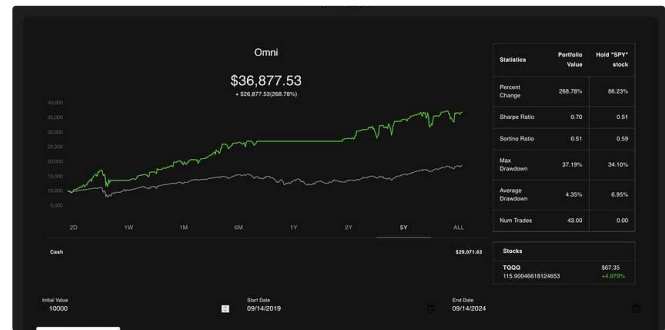 Omni
$36,877.53
+ $26,877.53(268.78%)
40,000
35,000
30,000
25,000
20,000
15,000
10,000
5,000
2D 1W 1M 6M 1Y 2Y 5Y ALL
Cash $29,071.63
Statistics Portfolio Value Hold "SPY" stock
Percent Change 268.78% 86.23%
Sharpe Ratio 0.70 0.51
Sortino Ratio 0.51 0.59
Max Drawdown 37.19% 34.10%
Average Drawdown 4.35% 6.95%
Num Trades 43.00 0.00
Stocks
TQQQ $67.35
115.90046618124653 +4.079%
Initial Value Start Date End Date
10000 09/14/2019 09/14/2024